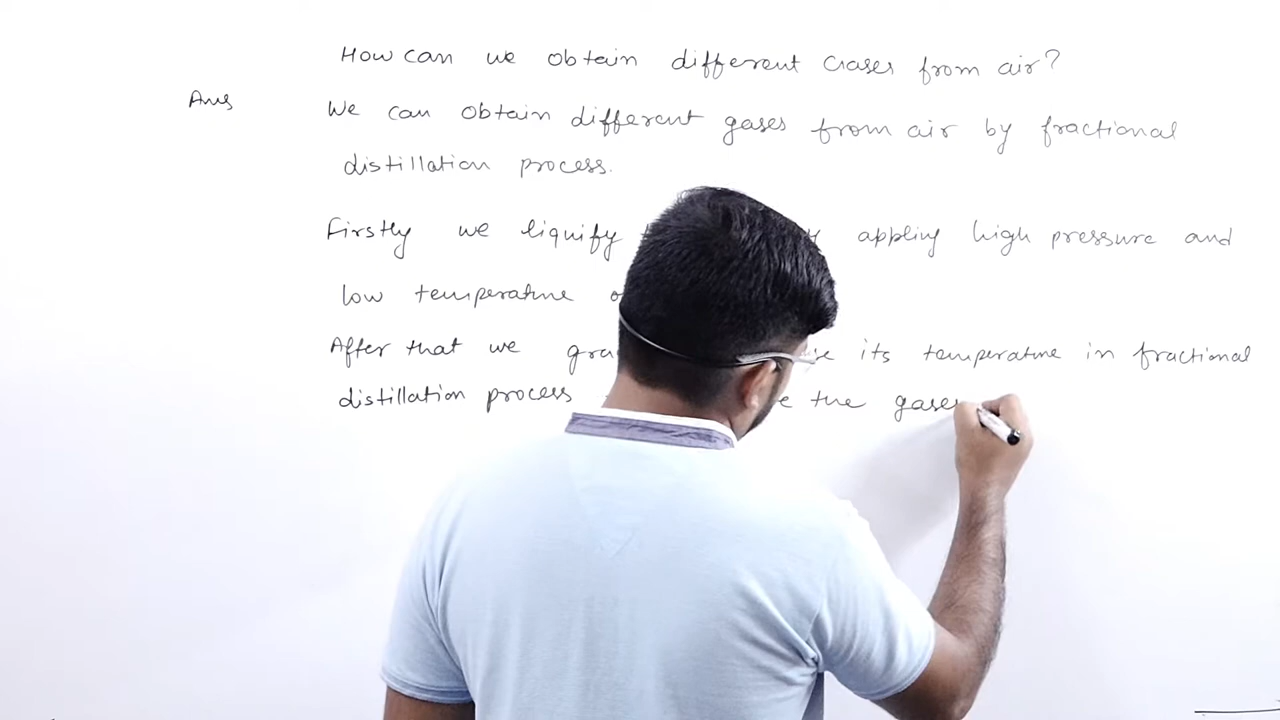 How can we obtain different Gases from air?
Ans We can obtain different gases from air by fractional
distillation process.
Firstly we liquify appling high pressure and
low temperature
After that we its temperature in fractional
distillation process the gases